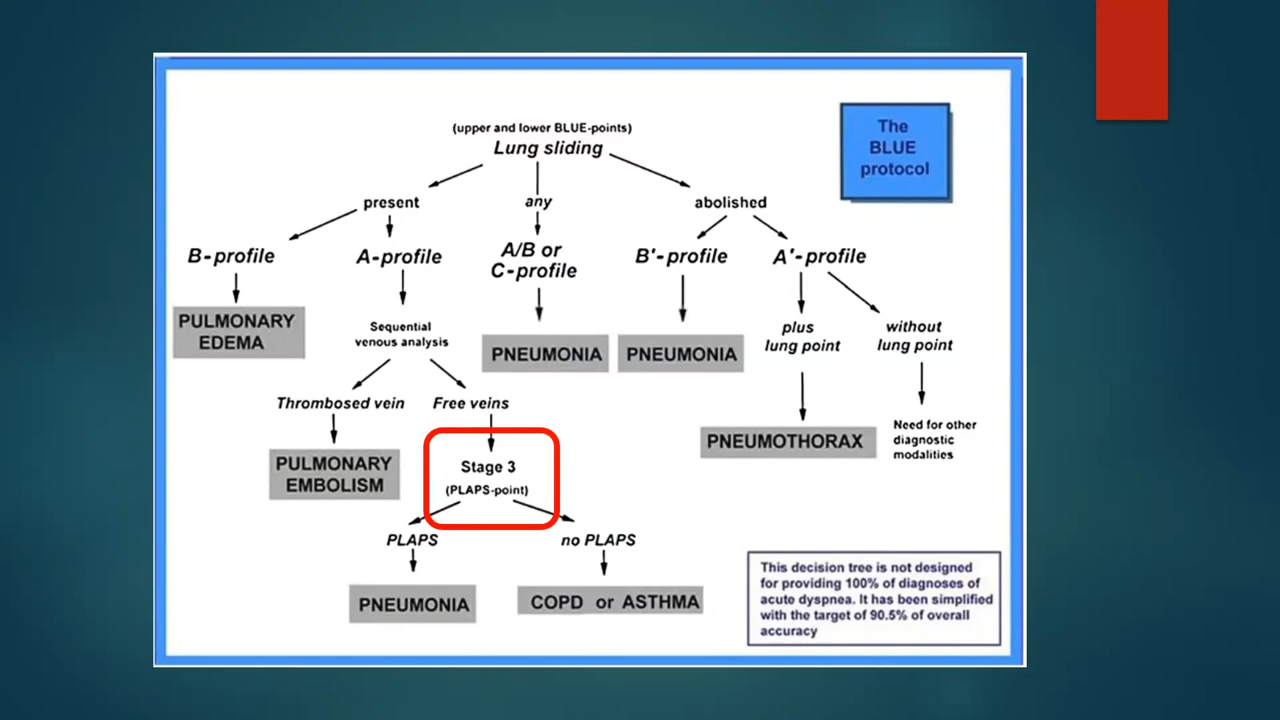 The
BLUE
protocol
(upper and lower BLUE-points)
Lung sliding
present
any
abolished
B-profile
A-profile
A/B or
C-profile
B'-profile
A'-profile
PULMONARY
EDEMA
Sequential
venous analysis
PNEUMONIA
PNEUMONIA
plus
lung point
without
lung point
Thrombosed vein
Free veins
PNEUMOTHORAX
Need for other
diagnostic
modalities
PULMONARY
EMBOLISM
Stage 3
(PLAPS-point)
PLAPS
no PLAPS
PNEUMONIA
COPD or ASTHMA
This decision tree is not designed
for providing 100% of diagnoses of
acute dyspnea. It has been simplified
with the target of 90.5% of overall
accuracy